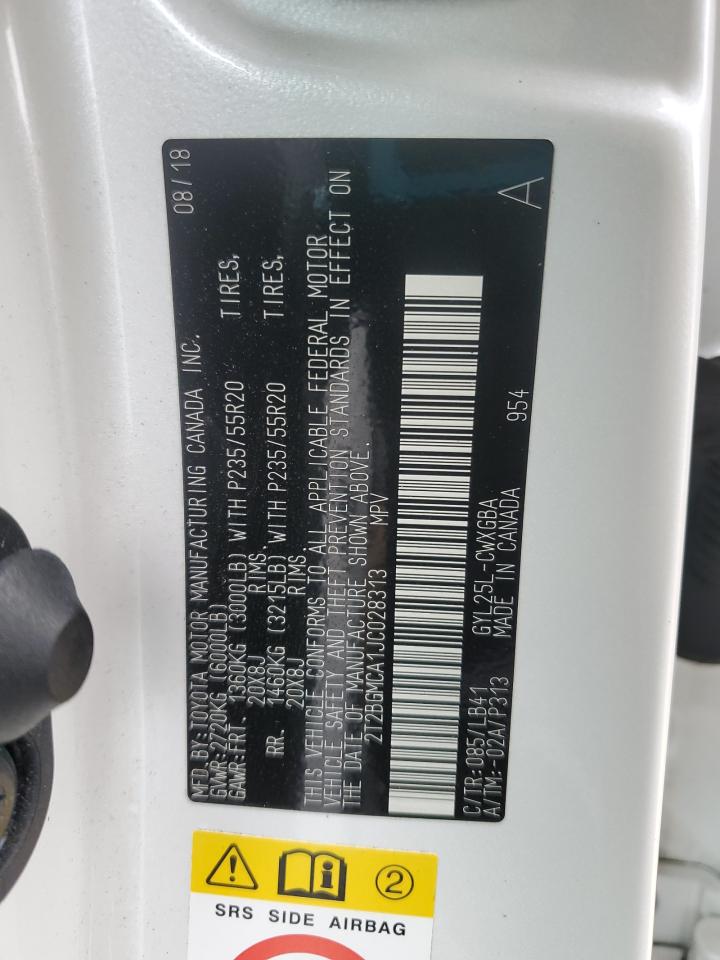 MFD. BY: TOYOTA MOTOR MANUFACTURING CANADA INC. 08/18
GVWR: 2720KG (6000LB)
GAWR: FRT. 1360KG (3000LB) WITH P235/55R20 TIRES,
20X8J RIMS.
RR. 1460KG (3215LB) WITH P235/55R20 TIRES,
20X8J RIMS.
THIS VEHICLE CONFORMS TO ALL APPLICABLE FEDERAL MOTOR
VEHICLE SAFETY AND THEFT PREVENTION STANDARDS IN EFFECT ON
THE DATE OF MANUFACTURE SHOWN ABOVE.
2T2BGMCA1JC028313 MPV
C/TR: 085/LB41 GYL25L-CWXGBA
A/TM: -02A/P313 MADE IN CANADA 954 A
2
SRS SIDE AIRBAG